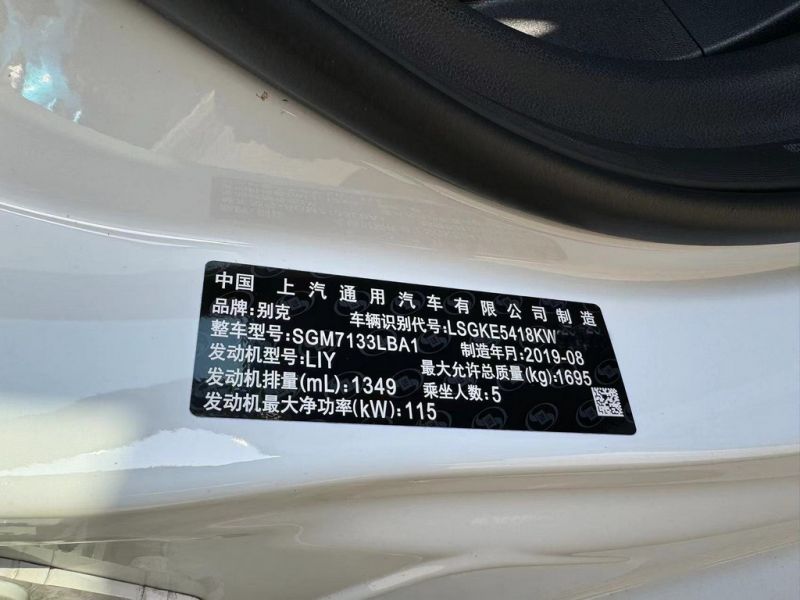 中国 上汽通用汽车有限公司制造
品牌:别克 车辆识别代号:LSGKE5418KW
整车型号:SGM7133LBA1 制造年月:2019-08
发动机型号:LIY 最大允许总质量(kg):1695
发动机排量(mL):1349 乘坐人数:5
发动机最大净功率(kW):115